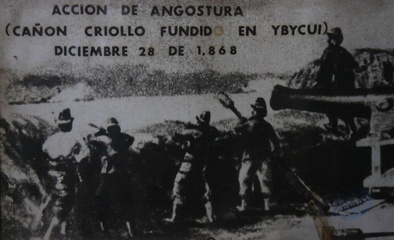 ACCION DE ANGOSTURA
(CAÑON CRIOLLO FUNDIDO EN YBYCUI)
DICIEMBRE 28 DE 1.868